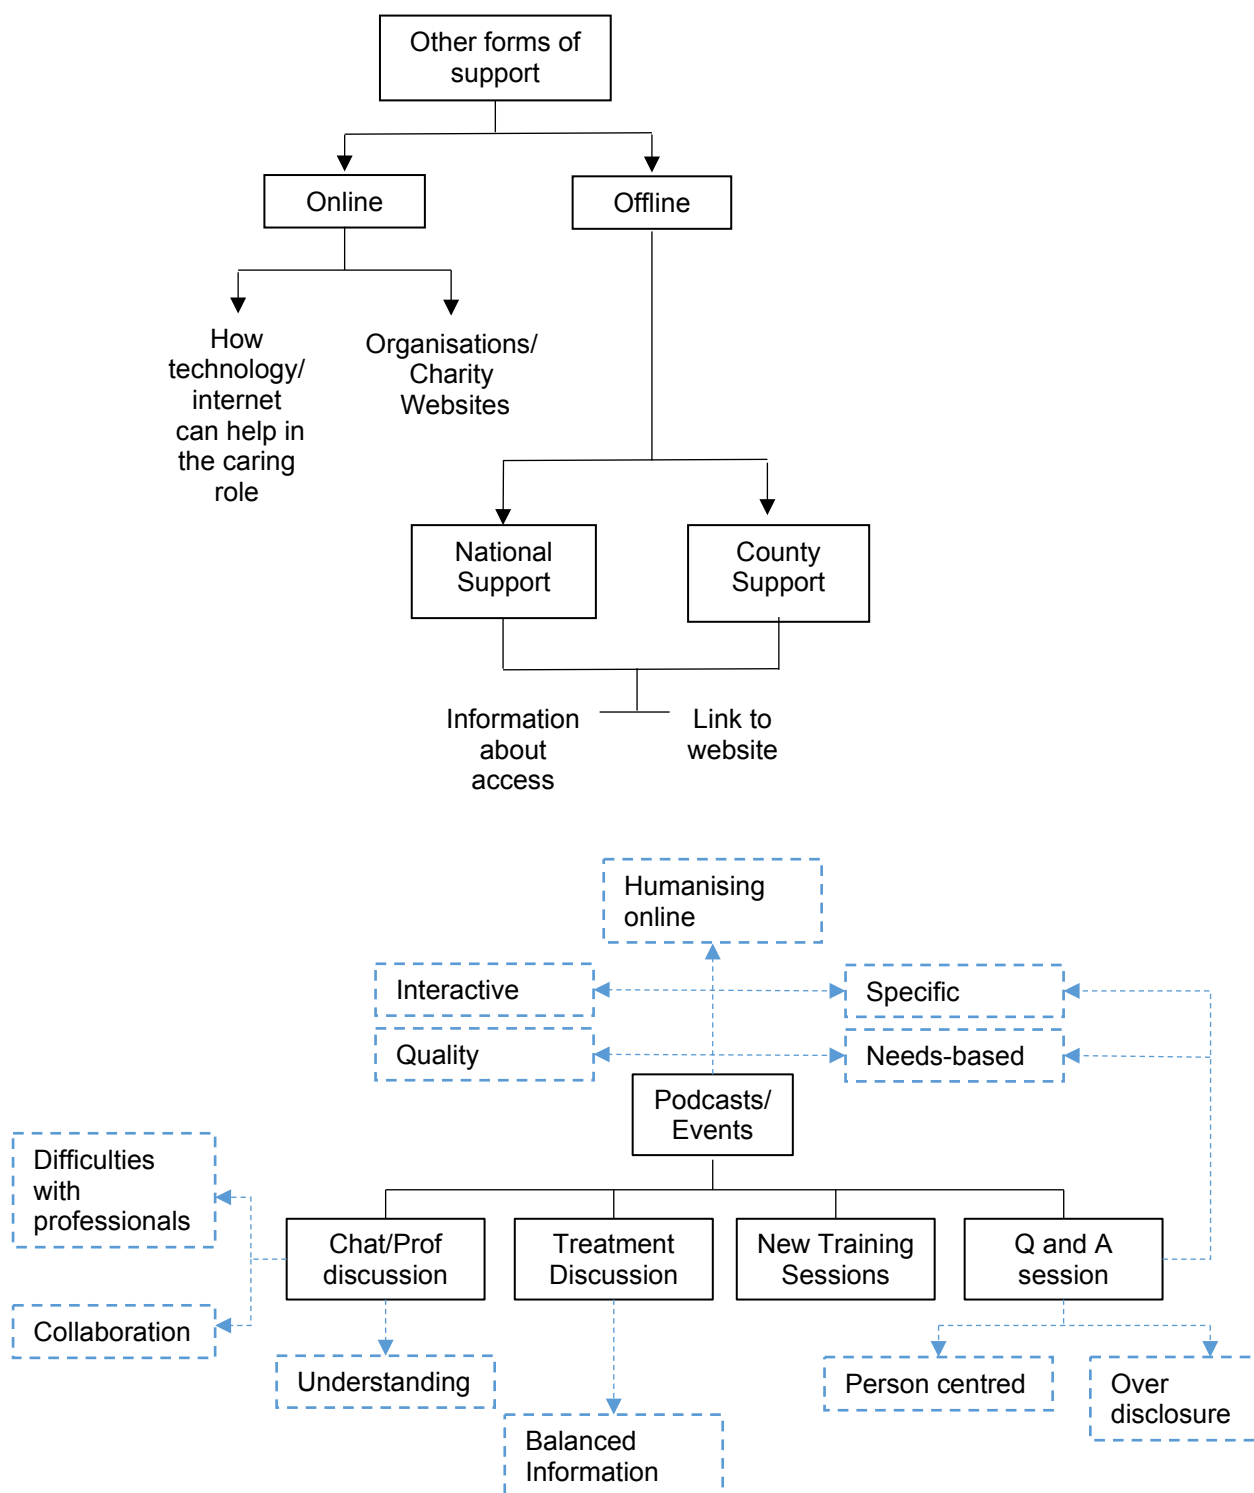 Other forms of
support
Online
Offline
How
technology/
internet
can help in
the caring
role
Organisations/
Charity
Websites
National
Support
County
Support
Information
about
access
Link to
website
Humanising
online
Interactive
Specific
Quality
Needs-based
Podcasts/
Events
Difficulties
with
professionals
Chat/Prof
discussion
Treatment
Discussion
New Training
Sessions
Q and A
session
Collaboration
Understanding
Person centred
Over
disclosure
Balanced
Information